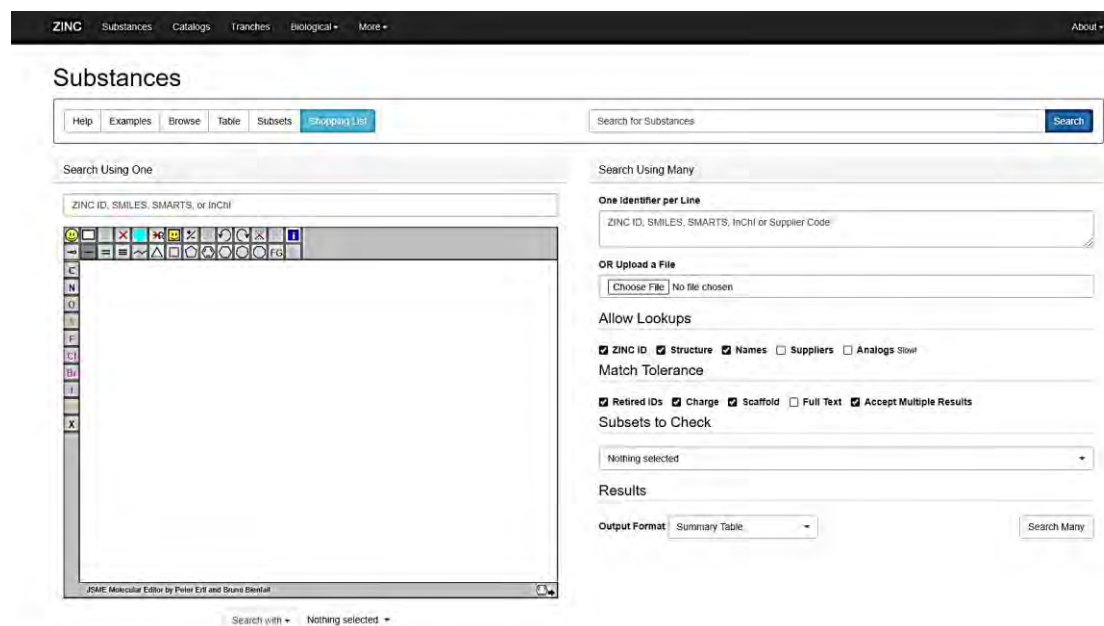 ZINC Substances Catalogs Tranches Biological More About
Substances
Help Examples Browse Table Subsets Shopping List
Search for Substances Search
Search Using One
ZINC ID, SMILES, SMARTS, or InChI
FG
C
N
O
F
Cl
Br
I
X
JSME Molecular Editor by Peter Ertl and Bruno Bienfait
Search with Nothing selected
Search Using Many
One Identifier per Line
ZINC ID, SMILES, SMARTS, InChI or Supplier Code
OR Upload a File
Choose File No file chosen
Allow Lookups
ZINC ID Structure Names Suppliers Analogs Slow!
Match Tolerance
Retired IDs Charge Scaffold Full Text Accept Multiple Results
Subsets to Check
Nothing selected
Results
Output Format Summary Table Search Many